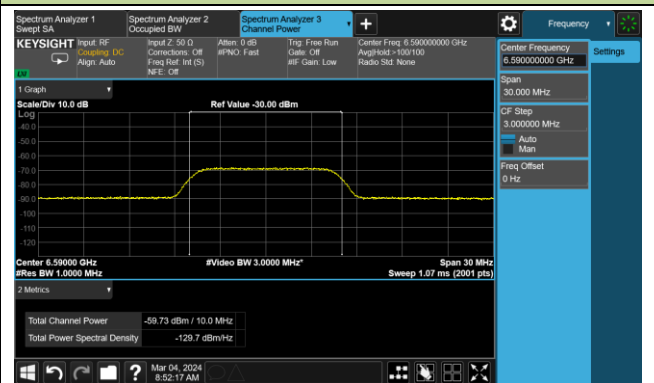 Spectrum Analyzer 1
Swept SA
Spectrum Analyzer 2
Occupied BW
Spectrum Analyzer 3
Channel Power
Frequency
KEYSIGHT
Input: RF
Coupling: DC
Align: Auto
Input Z: 50 Ω
Corrections: Off
Freq Ref: Int (S)
NFE: Off
Atten: 0 dB
#PNO: Fast
Trig: Free Run
Gate: Off
#IF Gain: Low
Center Freq: 6.590000000 GHz
Avg|Hold:>100/100
Radio Std: None
Center Frequency
6.590000000 GHz
Settings
Span
30.000 MHz
CF Step
3.000000 MHz
Auto
Man
Freq Offset
0 Hz
1 Graph
Scale/Div 10.0 dB
Ref Value -30.00 dBm
Log
-40.0
-50.0
-60.0
-70.0
-80.0
-90.0
-100
-110
-120
Center 6.59000 GHz
#Video BW 3.0000 MHz*
Span 30 MHz
#Res BW 1.0000 MHz
Sweep 1.07 ms (2001 pts)
2 Metrics
Total Channel Power
-59.73 dBm / 10.0 MHz
Total Power Spectral Density
-129.7 dBm/Hz
Mar 04, 2024
8:52:17 AM